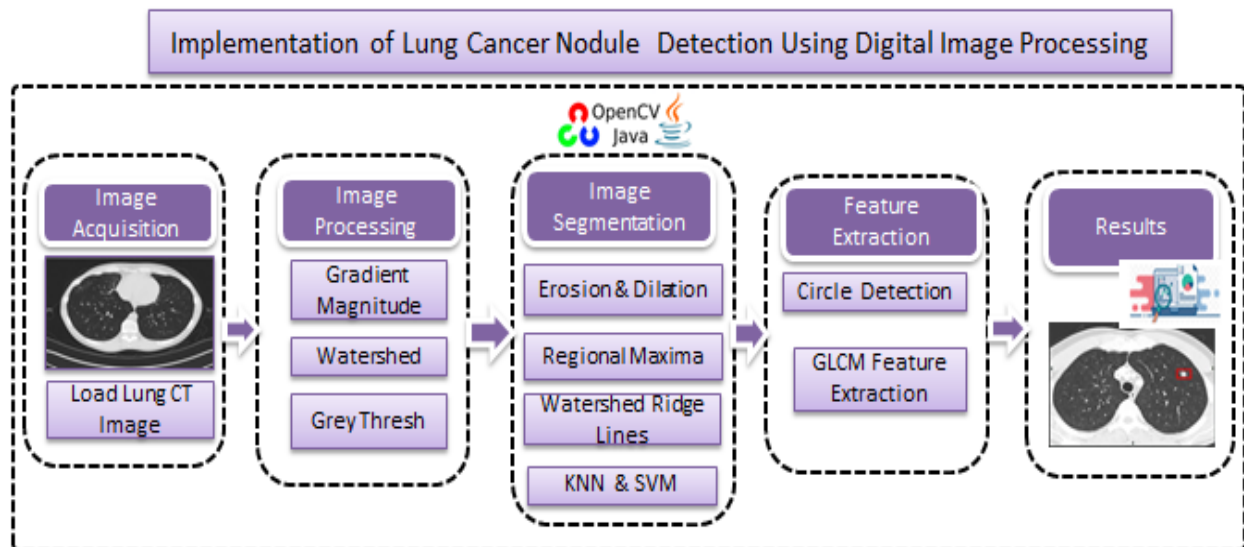 Implementation of Lung Cancer Nodule Detection Using Digital Image Processing
OpenCV
Java
Image
Acquisition
Load Lung CT
Image
Image
Processing
Gradient
Magnitude
Watershed
Grey Thresh
Image
Segmentation
Erosion & Dilation
Regional Maxima
Watershed Ridge
Lines
KNN & SVM
Feature
Extraction
Circle Detection
GLCM Feature
Extraction
Results